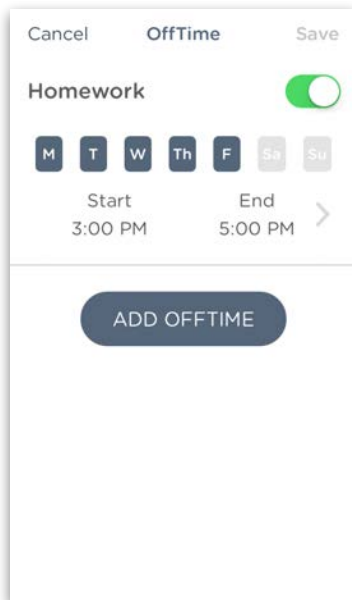 Cancel OffTime Save
Homework
M T W Th F Sa Su
Start End
3:00 PM 5:00 PM
ADD OFFTIME